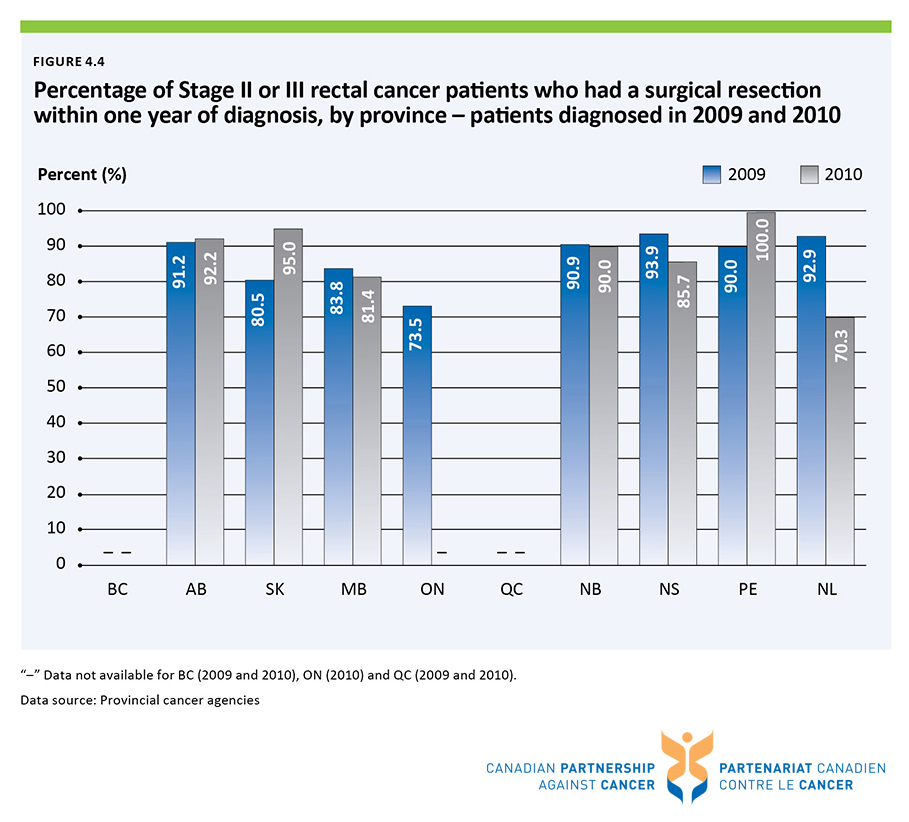 FIGURE 4.4
Percentage of Stage II or III rectal cancer patients who had a surgical resection
within one year of diagnosis, by province – patients diagnosed in 2009 and 2010
Percent (%)
2009 2010
100
90
80
70
60
50
40
30
20
10
0
91.2 92.2 80.5 95.0 83.8 81.4 73.5 – 90.9 90.0 93.9 85.7 90.0 100.0 92.9 70.3
– – – –
BC AB SK MB ON QC NB NS PE NL
“–” Data not available for BC (2009 and 2010), ON (2010) and QC (2009 and 2010).
Data source: Provincial cancer agencies
CANADIAN PARTNERSHIP
AGAINST CANCER
PARTENARIAT CANADIEN
CONTRE LE CANCER